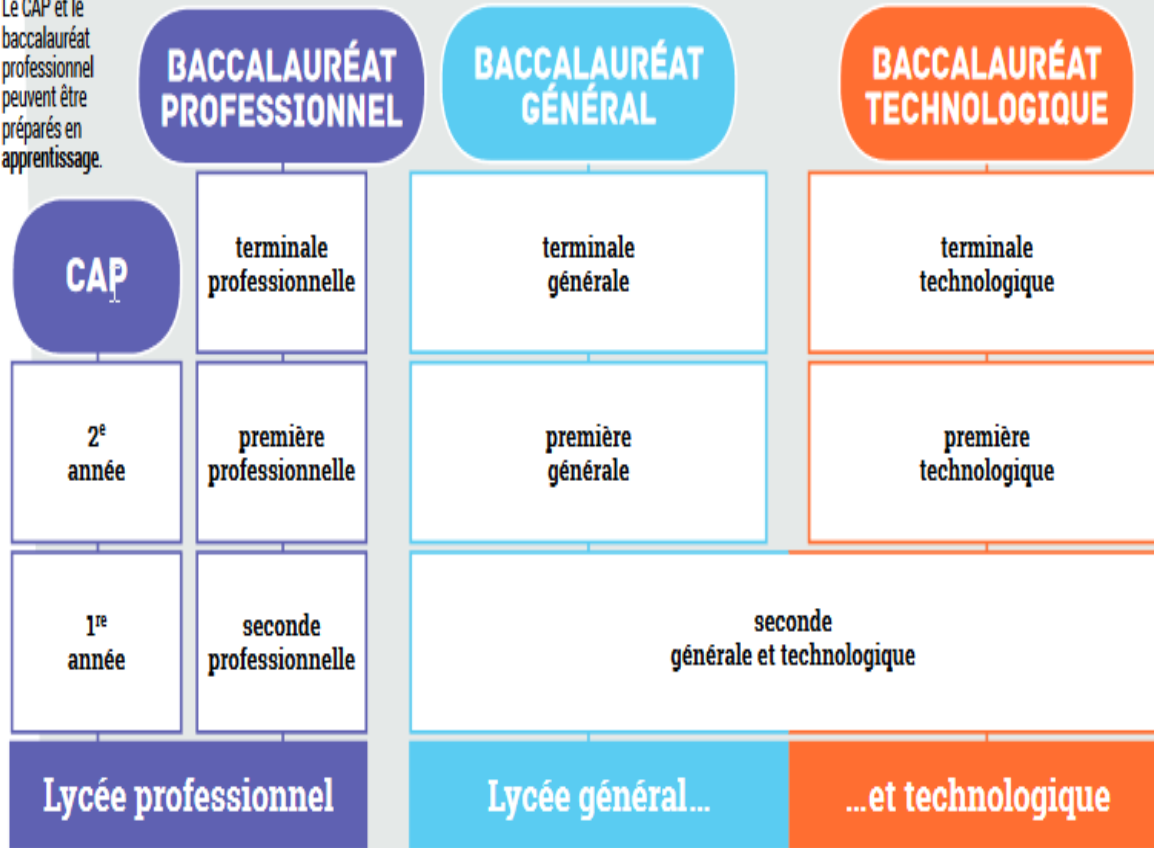 Le CAP et le
baccalauréat
professionnel
peuvent être
préparés en
apprentissage.
BACCALAURÉAT
PROFESSIONNEL
BACCALAURÉAT
GÉNÉRAL
BACCALAURÉAT
TECHNOLOGIQUE
CAP
terminale
professionnelle
terminale
générale
terminale
technologique
2e
année
première
professionnelle
première
générale
première
technologique
1re
année
seconde
professionnelle
seconde
générale et technologique
Lycée professionnel
Lycée général...
...et technologique